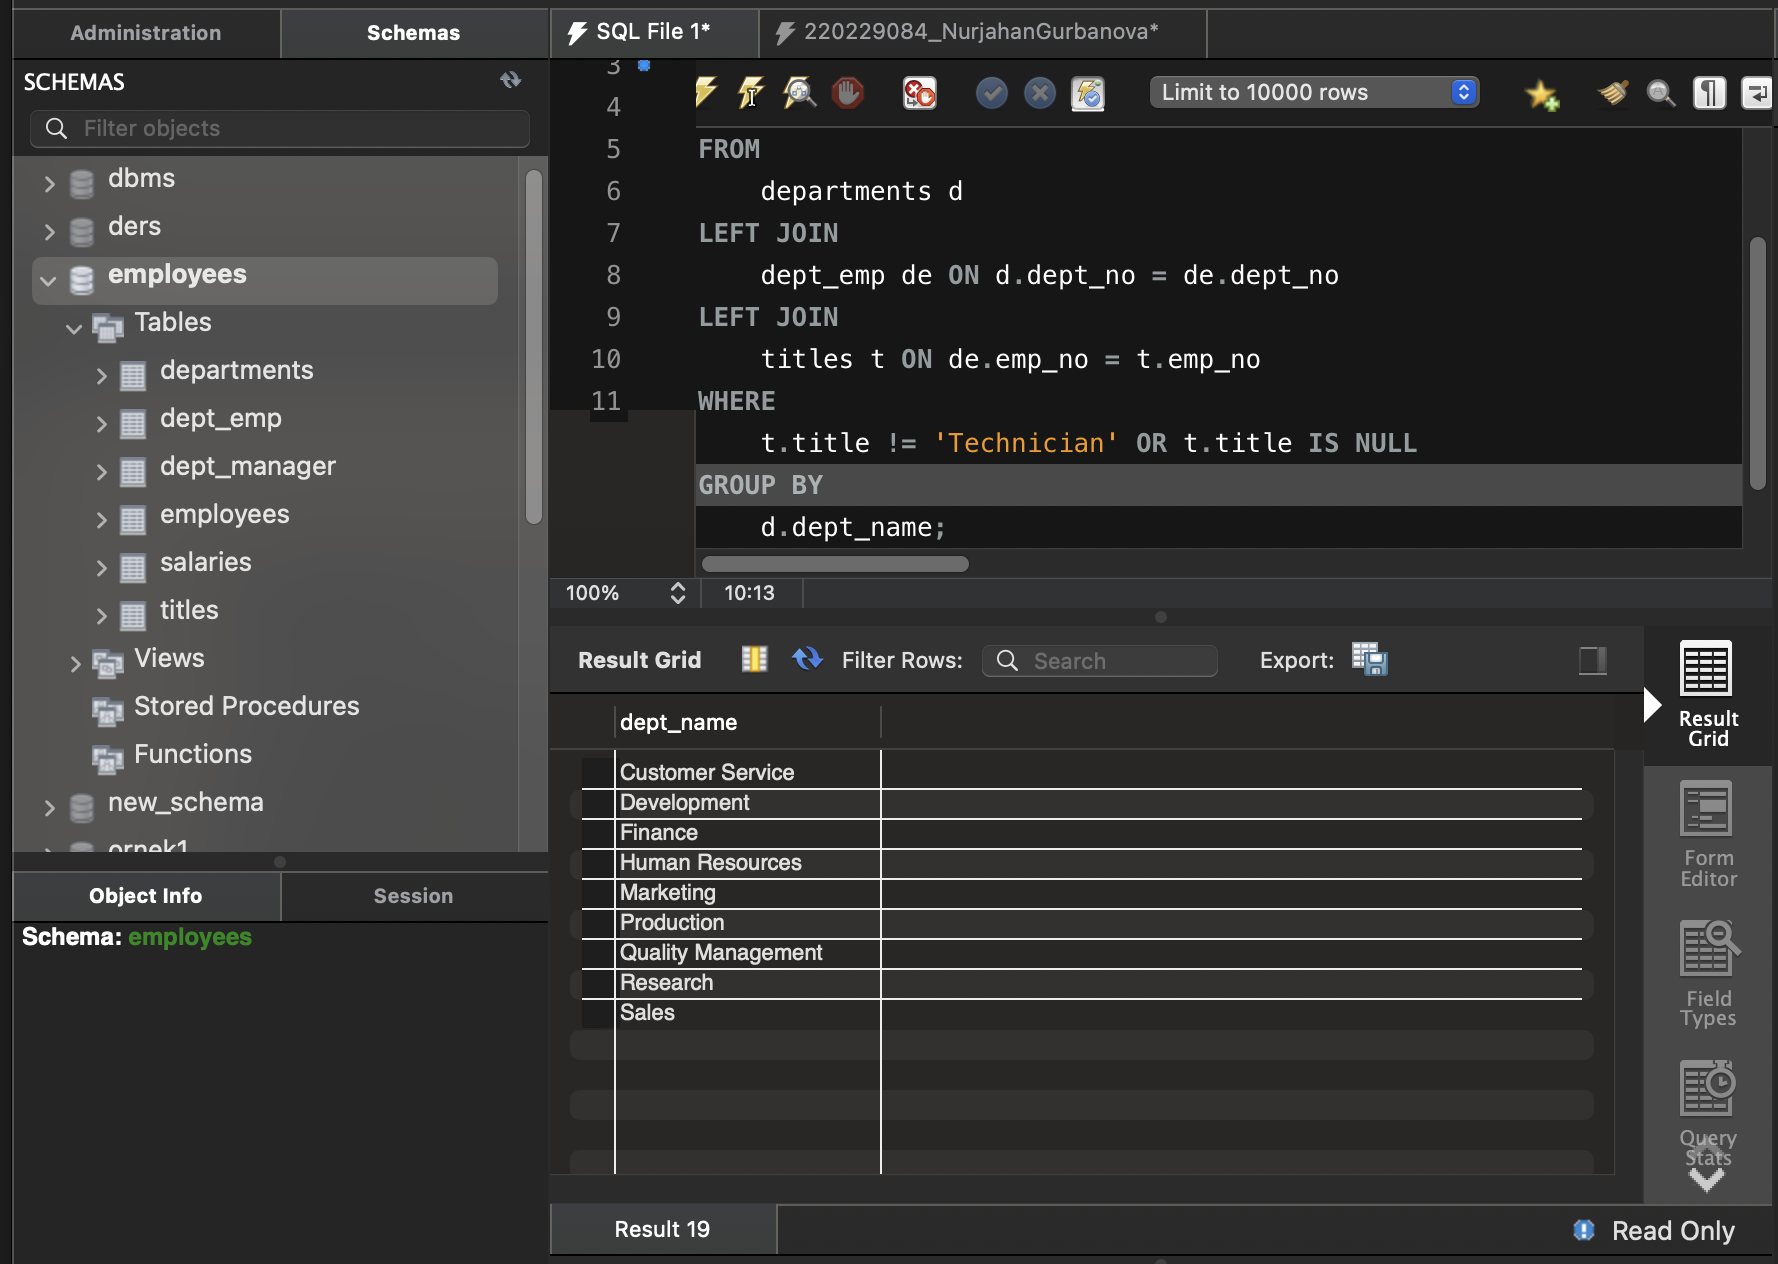 Administration
Schemas
SQL File 1*
220229084_NurjahanGurbanova*
SCHEMAS
Filter objects
dbms
ders
employees
Tables
departments
dept_emp
dept_manager
employees
salaries
titles
Views
Stored Procedures
Functions
new_schema
ornek1
Object Info
Session
Schema: employees
Limit to 10000 rows
3
4
5
6
7
8
9
10
11
FROM
departments d
LEFT JOIN
dept_emp de ON d.dept_no = de.dept_no
LEFT JOIN
titles t ON de.emp_no = t.emp_no
WHERE
t.title != 'Technician' OR t.title IS NULL
GROUP BY
d.dept_name;
100%
10:13
Result Grid
Filter Rows:
Search
Export:
dept_name
Customer Service
Development
Finance
Human Resources
Marketing
Production
Quality Management
Research
Sales
Result
Grid
Form
Editor
Field
Types
Query
Stats
Result 19
Read Only